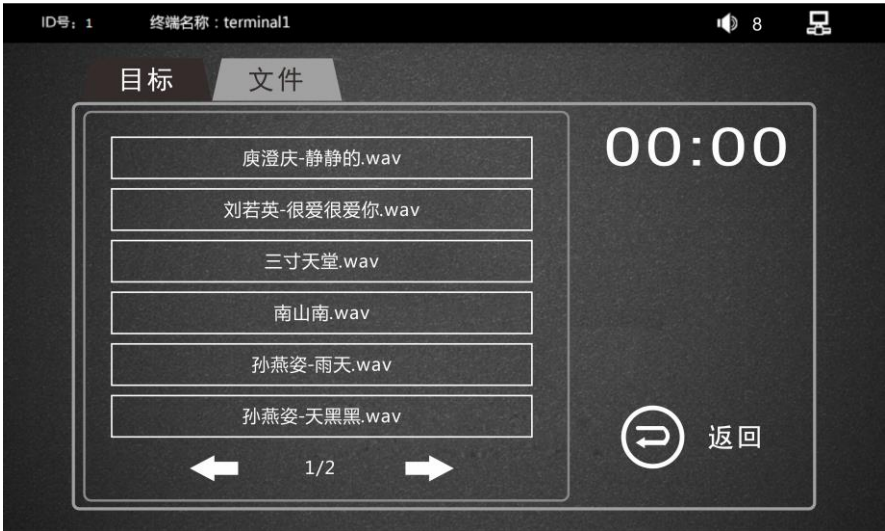 ID号：1 终端名称：terminal1 8
目标 文件
00:00
庾澄庆-静静的.wav
刘若英-很爱很爱你.wav
三寸天堂.wav
南山南.wav
孙燕姿-雨天.wav
孙燕姿-天黑黑.wav
1/2
返回